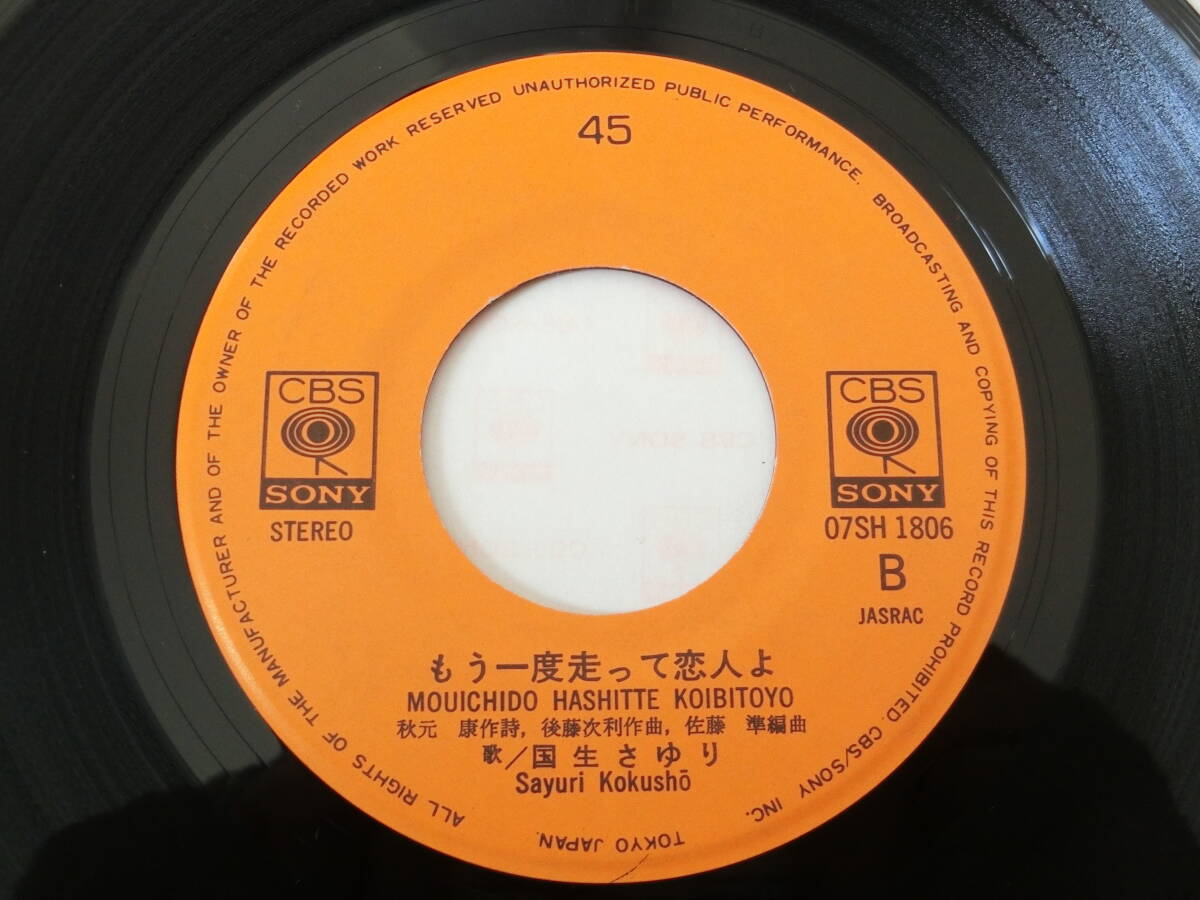 ALL RIGHTS OF THE MANUFACTURER AND OF THE OWNER OF THE RECORDED WORK RESERVED UNAUTHORIZED PUBLIC PERFORMANCE. BROADCASTING AND COPYING OF THIS RECORD PROHIBITED. CBS/SONY INC.
TOKYO JAPAN
45
CBS
SONY
STEREO
CBS
SONY
07SH 1806
B
JASRAC
CBS SONY
もう一度走って恋人よ
MOUICHIDO HASHITTE KOIBITOYO
秋元 康作詩, 後藤次利作曲, 佐藤 準編曲
歌/国生さゆり
Sayuri Kokushō